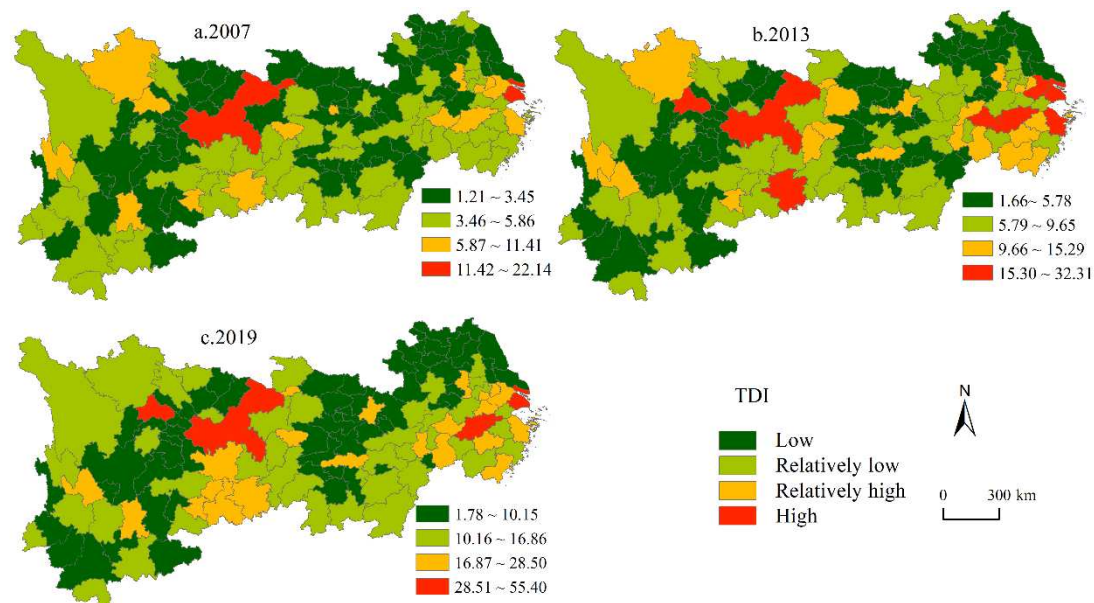 a.2007
1.21 ~ 3.45
3.46 ~ 5.86
5.87 ~ 11.41
11.42 ~ 22.14
b.2013
1.66~ 5.78
5.79 ~ 9.65
9.66 ~ 15.29
15.30 ~ 32.31
c.2019
1.78 ~ 10.15
10.16 ~ 16.86
16.87 ~ 28.50
28.51 ~ 55.40
TDI
Low
Relatively low
Relatively high
High
N
0 300 km